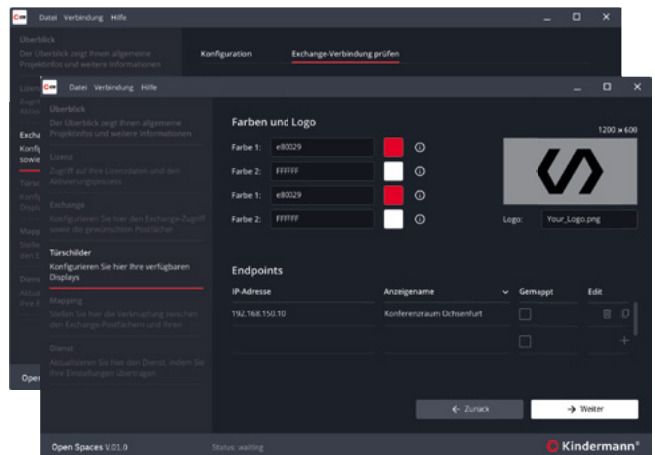 Datei Verbindung Hilfe
Überblick
Der Überblick zeigt Ihnen allgemeine
Projektinfos und weitere Informationen
Konfiguration Exchange-Verbindung prüfen
Datei Verbindung Hilfe
Überblick
Der Überblick zeigt Ihnen allgemeine
Projektinfos und weitere Informationen
Lizenz
Zugriff auf Ihre Lizenzdaten und den
Aktivierungsprozess
Exchange
Konfigurieren Sie hier den Exchange-Zugriff
sowie die gewünschten Postfächer
Türschilder
Konfigurieren Sie hier Ihre verfügbaren
Displays
Mapping
Stellen Sie hier die Verknüpfung zwischen
den Exchange-Postfächern und Ihren
Dienst
Aktualisieren Sie hier den Dienst, indem Sie
Ihre Einstellungen übertragen
Farben und Logo
1200 x 600
Farbe 1: e80029
Farbe 2: FFFFFF
Farbe 1: e80029
Farbe 2: FFFFFF
Logo: Your_Logo.png
Endpoints
IP-Adresse Anzeigename Gemappt Edit
192.168.150.10 Konferenzraum Ochsenfurt
← Zurück → Weiter
Open Spaces V.01.0 Status: waiting Kindermann®